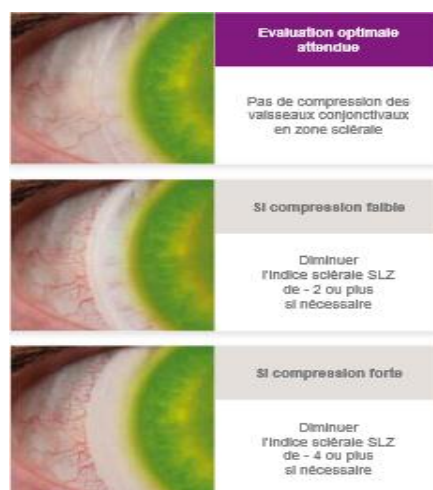 Evaluation optimale
attendue
Pas de compression des
vaisseaux conjonctivaux
en zone sclérale
Si compression faible
Diminuer
l'indice sclérale SLZ
de - 2 ou plus
si nécessaire
Si compression forte
Diminuer
l'indice sclérale SLZ
de - 4 ou plus
si nécessaire